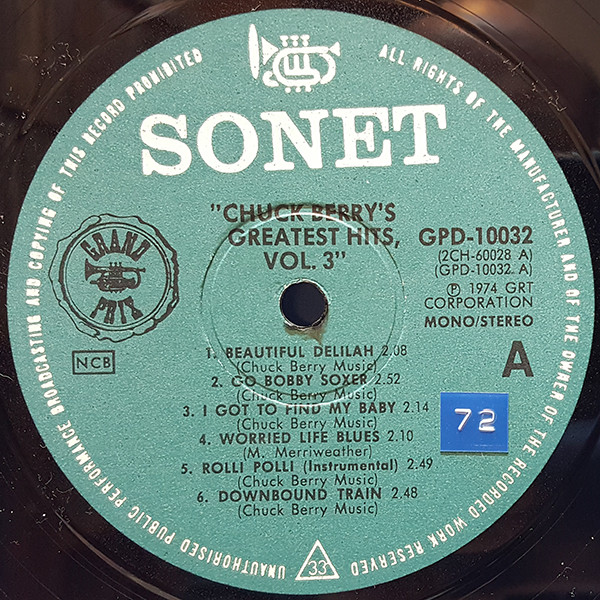 UNAUTHORISED PUBLIC PERFORMANCE BROADCASTING AND COPYING OF THIS RECORD PROHIBITED
ALL RIGHTS OF THE MANUFACTURER AND OF THE OWNER OF THE RECORDED WORK RESERVED
SONET
"CHUCK BERRY'S
GREATEST HITS,
VOL. 3"
GRAND
PRIX
NCB
GPD-10032
(2CH-60028 A)
(GPD-10032 A)
℗ 1974 GRT
CORPORATION
MONO/STEREO
A
1. BEAUTIFUL DELILAH 2.08
(Chuck Berry Music)
2. GO BOBBY SOXER 2.52
(Chuck Berry Music)
3. I GOT TO FIND MY BABY 2.14
(Chuck Berry Music)
4. WORRIED LIFE BLUES 2.10
(M. Merriweather)
5. ROLLI POLLI (Instrumental) 2.49
(Chuck Berry Music)
6. DOWNBOUND TRAIN 2.48
(Chuck Berry Music)
72
33